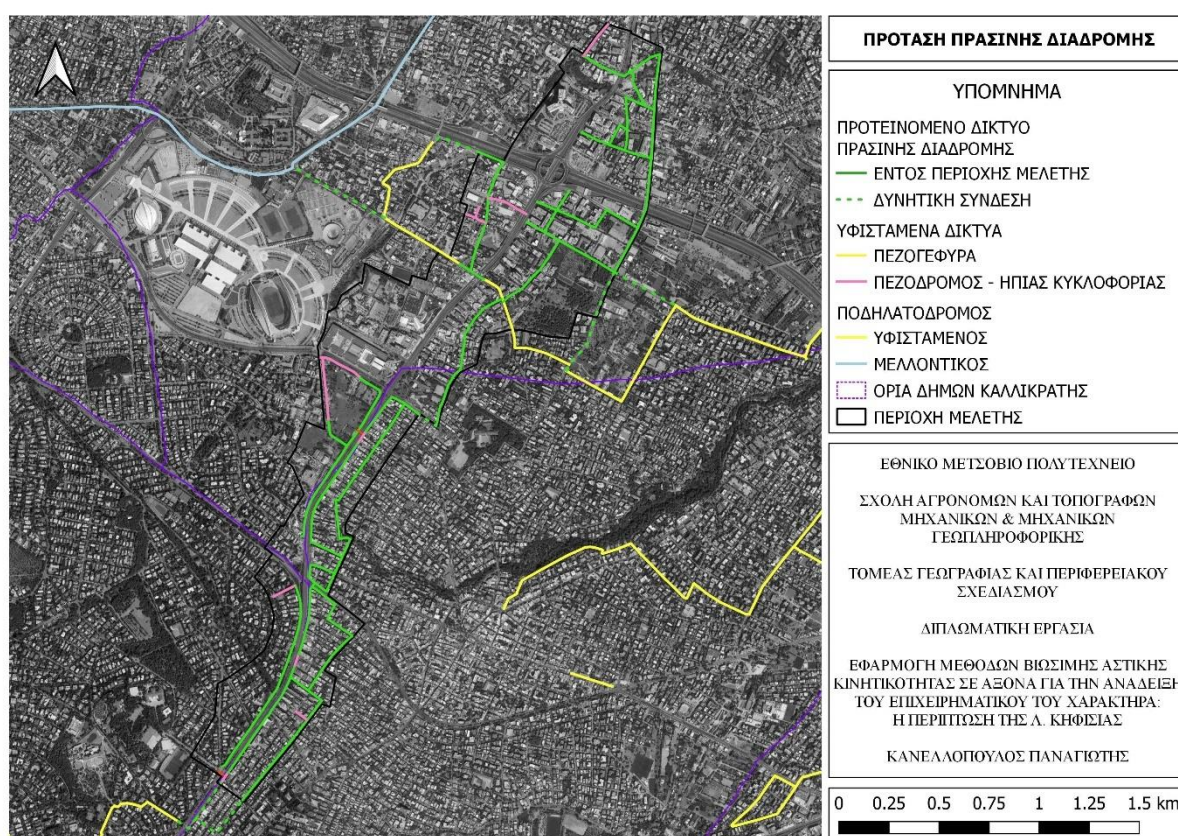 ΠΡΟΤΑΣΗ ΠΡΑΣΙΝΗΣ ΔΙΑΔΡΟΜΗΣ
ΥΠΟΜΝΗΜΑ
ΠΡΟΤΕΙΝΟΜΕΝΟ ΔΙΚΤΥΟ
ΠΡΑΣΙΝΗΣ ΔΙΑΔΡΟΜΗΣ
ΕΝΤΟΣ ΠΕΡΙΟΧΗΣ ΜΕΛΕΤΗΣ
ΔΥΝΗΤΙΚΗ ΣΥΝΔΕΣΗ
ΥΦΙΣΤΑΜΕΝΑ ΔΙΚΤΥΑ
ΠΕΖΟΓΕΦΥΡΑ
ΠΕΖΟΔΡΟΜΟΣ - ΗΠΙΑΣ ΚΥΚΛΟΦΟΡΙΑΣ
ΠΟΔΗΛΑΤΟΔΡΟΜΟΣ
ΥΦΙΣΤΑΜΕΝΟΣ
ΜΕΛΛΟΝΤΙΚΟΣ
ΟΡΙΑ ΔΗΜΩΝ ΚΑΛΛΙΚΡΑΤΗΣ
ΠΕΡΙΟΧΗ ΜΕΛΕΤΗΣ
ΕΘΝΙΚΟ ΜΕΤΣΟΒΙΟ ΠΟΛΥΤΕΧΝΕΙΟ
ΣΧΟΛΗ ΑΓΡΟΝΟΜΩΝ ΚΑΙ ΤΟΠΟΓΡΑΦΩΝ
ΜΗΧΑΝΙΚΩΝ & ΜΗΧΑΝΙΚΩΝ
ΓΕΩΠΛΗΡΟΦΟΡΙΚΗΣ
ΤΟΜΕΑΣ ΓΕΩΓΡΑΦΙΑΣ ΚΑΙ ΠΕΡΙΦΕΡΕΙΑΚΟΥ
ΣΧΕΔΙΑΣΜΟΥ
ΔΙΠΛΩΜΑΤΙΚΗ ΕΡΓΑΣΙΑ
ΕΦΑΡΜΟΓΗ ΜΕΘΟΔΩΝ ΒΙΩΣΙΜΗΣ ΑΣΤΙΚΗΣ
ΚΙΝΗΤΙΚΟΤΗΤΑΣ ΣΕ ΑΞΟΝΑ ΓΙΑ ΤΗΝ ΑΝΑΔΕΙΞΗ
ΤΟΥ ΕΠΙΧΕΙΡΗΜΑΤΙΚΟΥ ΤΟΥ ΧΑΡΑΚΤΗΡΑ:
Η ΠΕΡΙΠΤΩΣΗ ΤΗΣ Λ. ΚΗΦΙΣΙΑΣ
ΚΑΝΕΛΛΟΠΟΥΛΟΣ ΠΑΝΑΓΙΩΤΗΣ
0 0.25 0.5 0.75 1 1.25 1.5 km